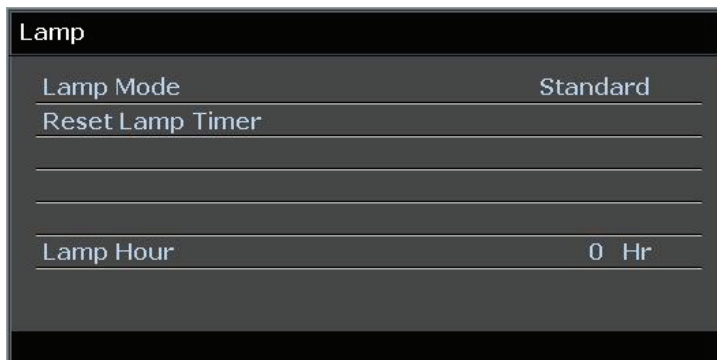 Lamp
Lamp Mode Standard
Reset Lamp Timer
Lamp Hour 0 Hr